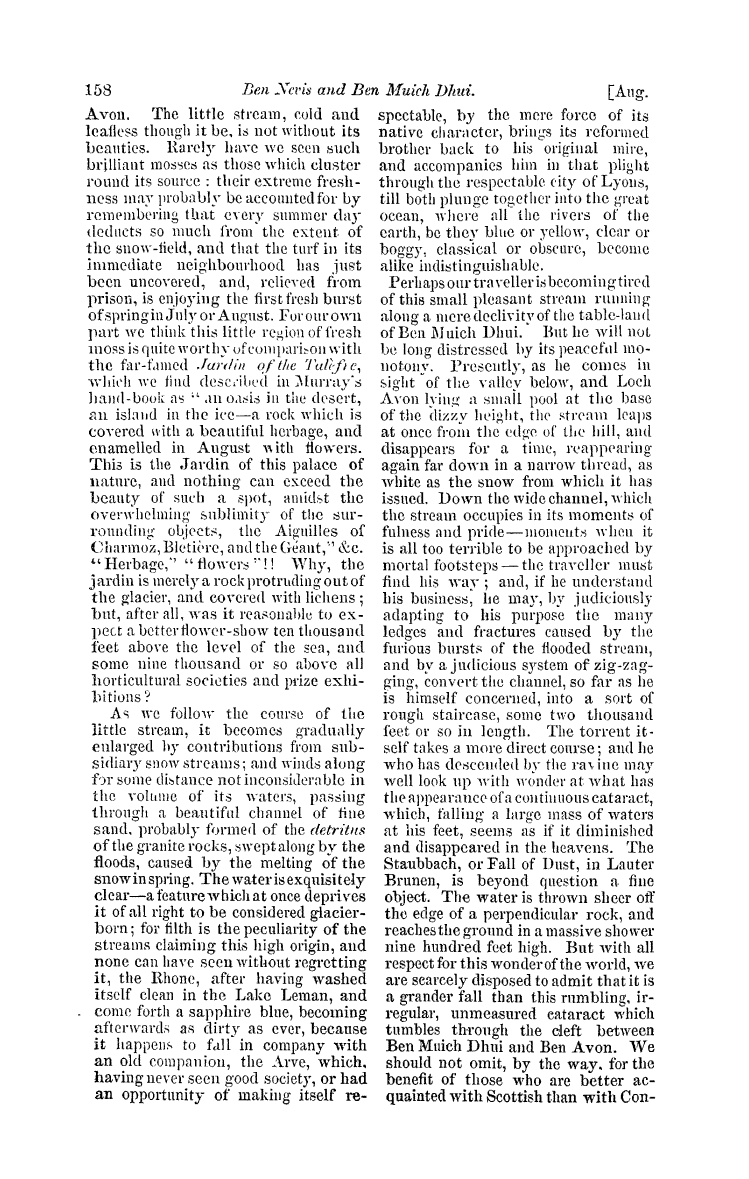 158 Ben Nevis and Ben Muich Dhui. [Aug.
Avon. The little stream, cold and
leafless though it be, is not without its
beauties. Rarely have we seen such
brilliant mosses as those which cluster
round its source: their extreme fresh-
ness may probably be accounted for by
remembering that every summer day
deducts so much from the extent of
the snow-field, and that the turf in its
immediate neighbourhood has just
been uncovered, and, relieved from
prison, is enjoying the first fresh burst
of spring in July or August. For our own
part we think this little region of fresh
moss is quite worthy of comparison with
the far-famed Jardin of the Talèfre,
which we find described in Murray's
hand-book as "an oasis in the desert,
an island in the ice—a rock which is
covered with a beautiful herbage, and
enamelled in August with flowers.
This is the Jardin of this palace of
nature, and nothing can exceed the
beauty of such a spot, amidst the
overwhelming sublimity of the sur-
rounding objects, the Aiguilles of
Charmoz, Bletière, and the Géant," &c.
"Herbage," "flowers"!! Why, the
jardin is merely a rock protruding out of
the glacier, and covered with lichens;
but, after all, was it reasonable to ex-
pect a better flower-show ten thousand
feet above the level of the sea, and
some nine thousand or so above all
horticultural societies and prize exhi-
bitions?
As we follow the course of the
little stream, it becomes gradually
enlarged by contributions from sub-
sidiary snow streams; and winds along
for some distance not inconsiderable in
the volume of its waters, passing
through a beautiful channel of fine
sand, probably formed of the detritus
of the granite rocks, swept along by the
floods, caused by the melting of the
snow in spring. The water is exquisitely
clear—a feature which at once deprives
it of all right to be considered glacier-
born; for filth is the peculiarity of the
streams claiming this high origin, and
none can have seen without regretting
it, the Rhone, after having washed
itself clean in the Lake Leman, and
come forth a sapphire blue, becoming
afterwards as dirty as ever, because
it happens to fall in company with
an old companion, the Arve, which,
having never seen good society, or had
an opportunity of making itself re-
spectable, by the mere force of its
native character, brings its reformed
brother back to his original mire,
and accompanies him in that plight
through the respectable city of Lyons,
till both plunge together into the great
ocean, where all the rivers of the
earth, be they blue or yellow, clear or
boggy, classical or obscure, become
alike indistinguishable.
Perhaps our traveller is becoming tired
of this small pleasant stream running
along a mere declivity of the table-land
of Ben Muich Dhui. But he will not
be long distressed by its peaceful mo-
notony. Presently, as he comes in
sight of the valley below, and Loch
Avon lying a small pool at the base
of the dizzy height, the stream leaps
at once from the edge of the hill, and
disappears for a time, reappearing
again far down in a narrow thread, as
white as the snow from which it has
issued. Down the wide channel, which
the stream occupies in its moments of
fulness and pride—moments when it
is all too terrible to be approached by
mortal footsteps—the traveller must
find his way; and, if he understand
his business, he may, by judiciously
adapting to his purpose the many
ledges and fractures caused by the
furious bursts of the flooded stream,
and by a judicious system of zig-zag-
ging, convert the channel, so far as he
is himself concerned, into a sort of
rough staircase, some two thousand
feet or so in length. The torrent it-
self takes a more direct course; and he
who has descended by the ravine may
well look up with wonder at what has
the appearance of a continuous cataract,
which, falling a large mass of waters
at his feet, seems as if it diminished
and disappeared in the heavens. The
Staubbach, or Fall of Dust, in Lauter
Brunen, is beyond question a fine
object. The water is thrown sheer off
the edge of a perpendicular rock, and
reaches the ground in a massive shower
nine hundred feet high. But with all
respect for this wonder of the world, we
are scarcely disposed to admit that it is
a grander fall than this rumbling, ir-
regular, unmeasured cataract which
tumbles through the cleft between
Ben Muich Dhui and Ben Avon. We
should not omit, by the way, for the
benefit of those who are better ac-
quainted with Scottish than with Con-